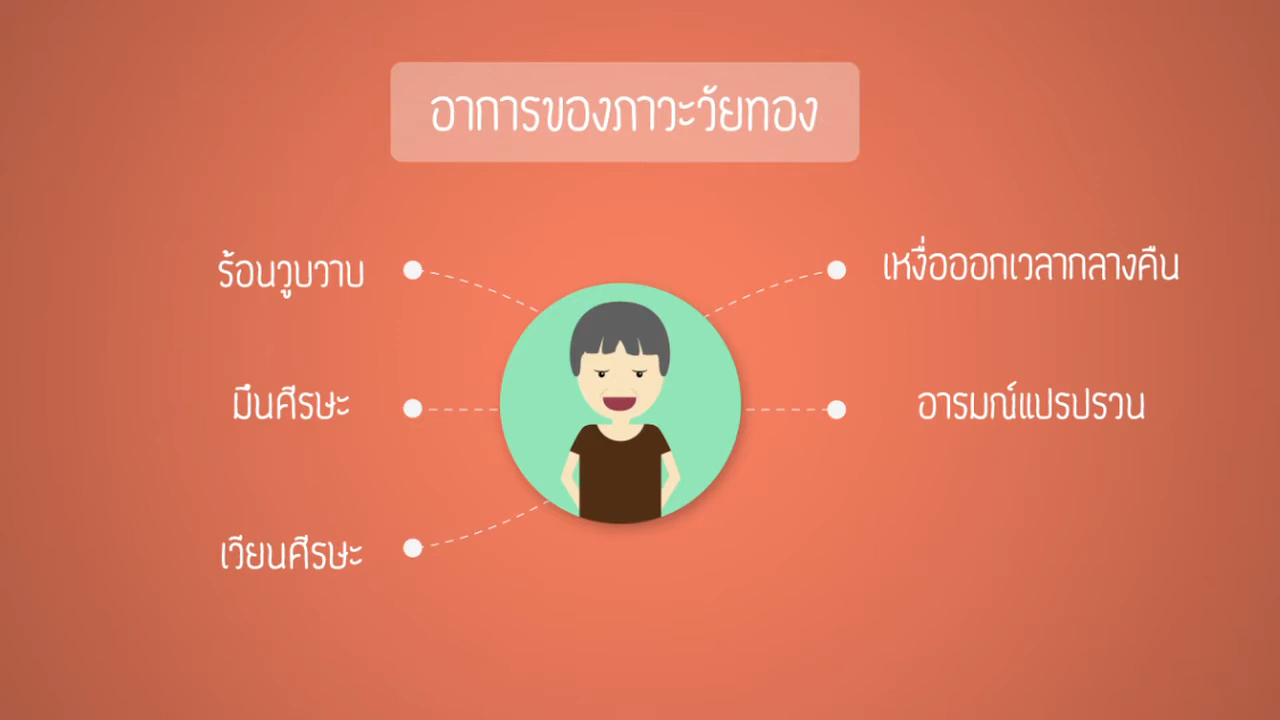 อาการของภาวะวัยทอง
ร้อนวูบวาบ
มึนศีรษะ
เวียนศีรษะ
เหงื่อออกเวลากลางคืน
อารมณ์แปรปรวน